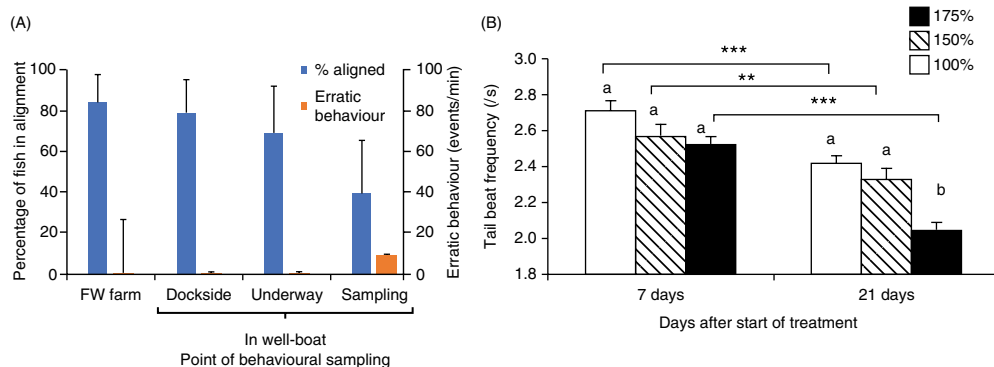 (A)
Percentage of fish in alignment
100
80
60
40
20
0
% aligned
Erratic
behaviour
100
80
60
40
20
0
Erratic behaviour (events/min)
FW farm
Dockside
Underway
Sampling
In well-boat
Point of behavioural sampling
(B)
175%
150%
100%
Tail beat frequency (/s)
3.0
2.8
2.6
2.4
2.2
2.0
1.8
***
**
***
a
a
a
a
a
b
7 days
21 days
Days after start of treatment